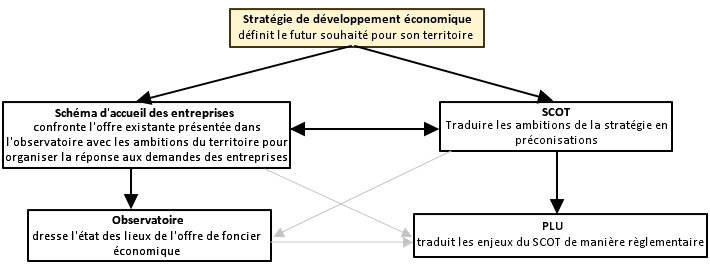 Stratégie de développement économique
définit le futur souhaité pour son territoire
Schéma d'accueil des entreprises
confronte l'offre existante présentée dans
l'observatoire avec les ambitions du territoire pour
organiser la réponse aux demandes des entreprises
SCOT
Traduire les ambitions de la stratégie en
préconisations
Observatoire
dresse l'état des lieux de l'offre de foncier
économique
PLU
traduit les enjeux du SCOT de manière règlementaire